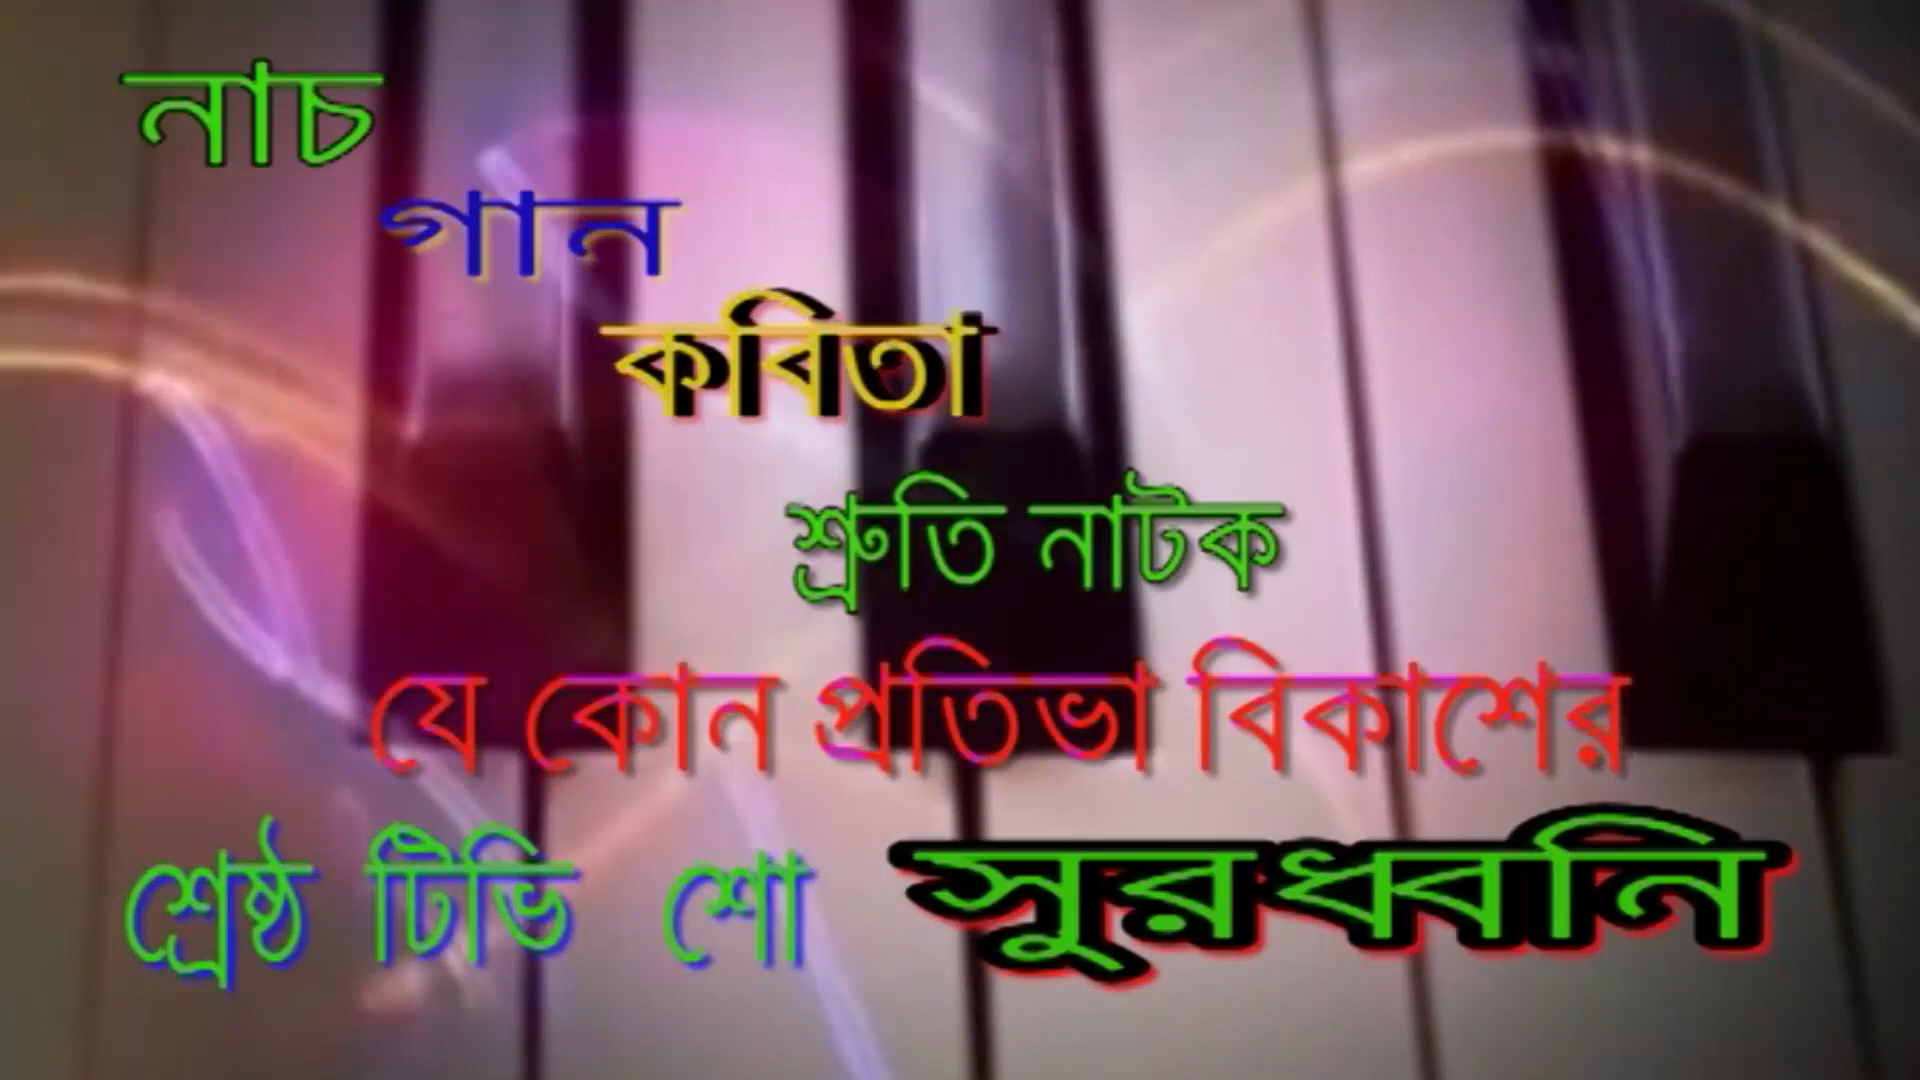 নাচ
গান
কবিতা
শ্রুতি নাটক
যে কোন প্রতিভা বিকাশের
শ্রেষ্ঠ টিভি শো সুরধ্বনি